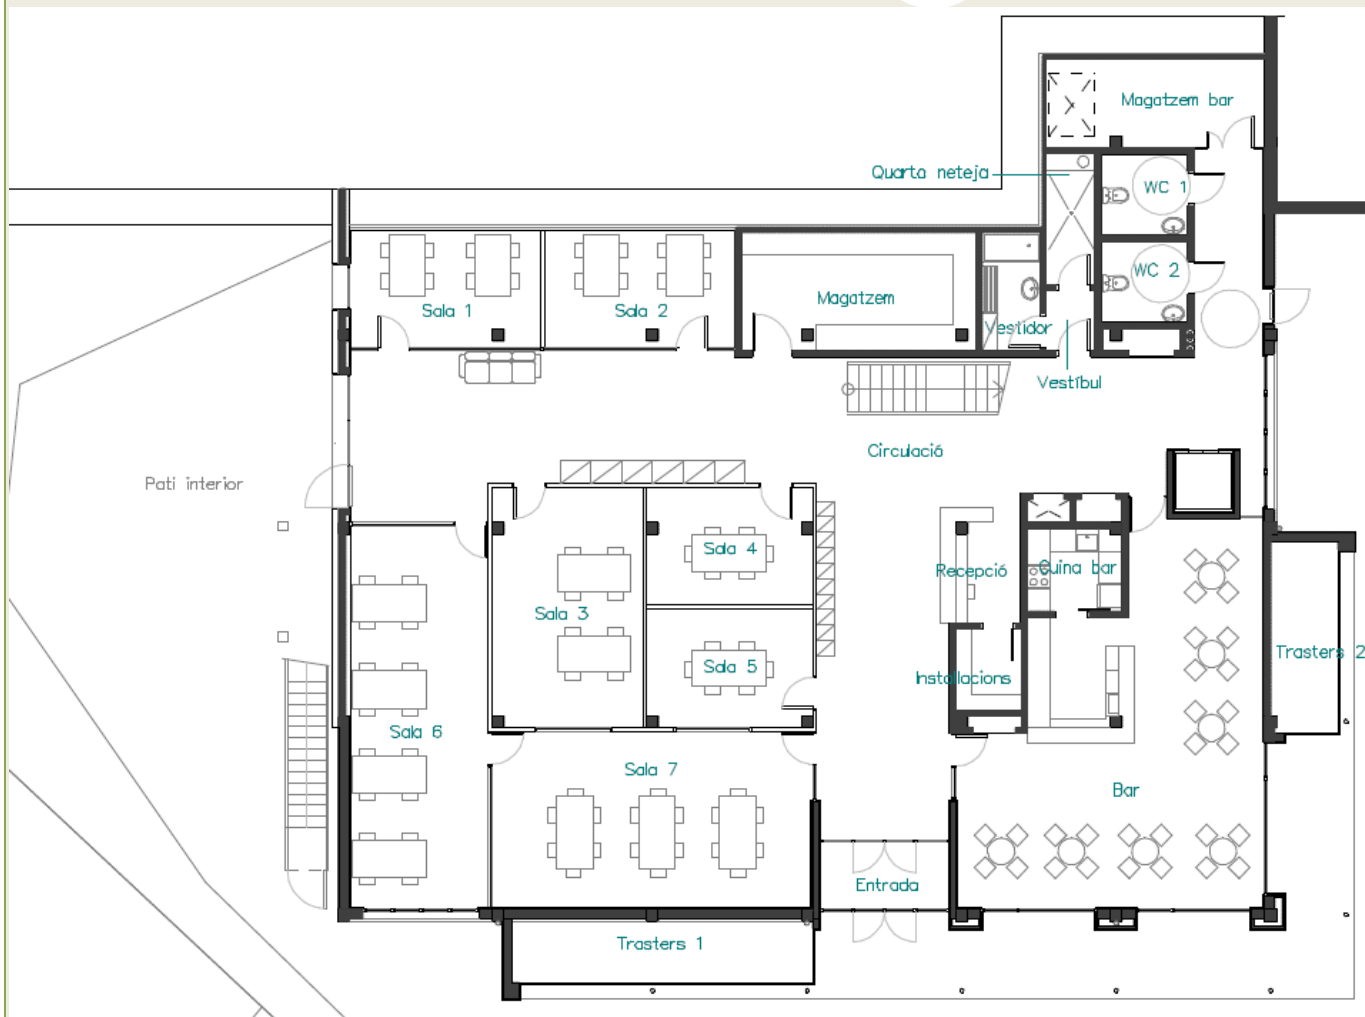 Magatzem bar
Quarta neteja
WC 1
WC 2
Sala 1
Sala 2
Magatzem
Vestidor
Vestíbul
Circulació
Pati interior
Sala 4
Recepció
Cuina bar
Sala 3
Sala 5
Trasters 2
Instal·lacions
Sala 6
Sala 7
Bar
Entrada
Trasters 1